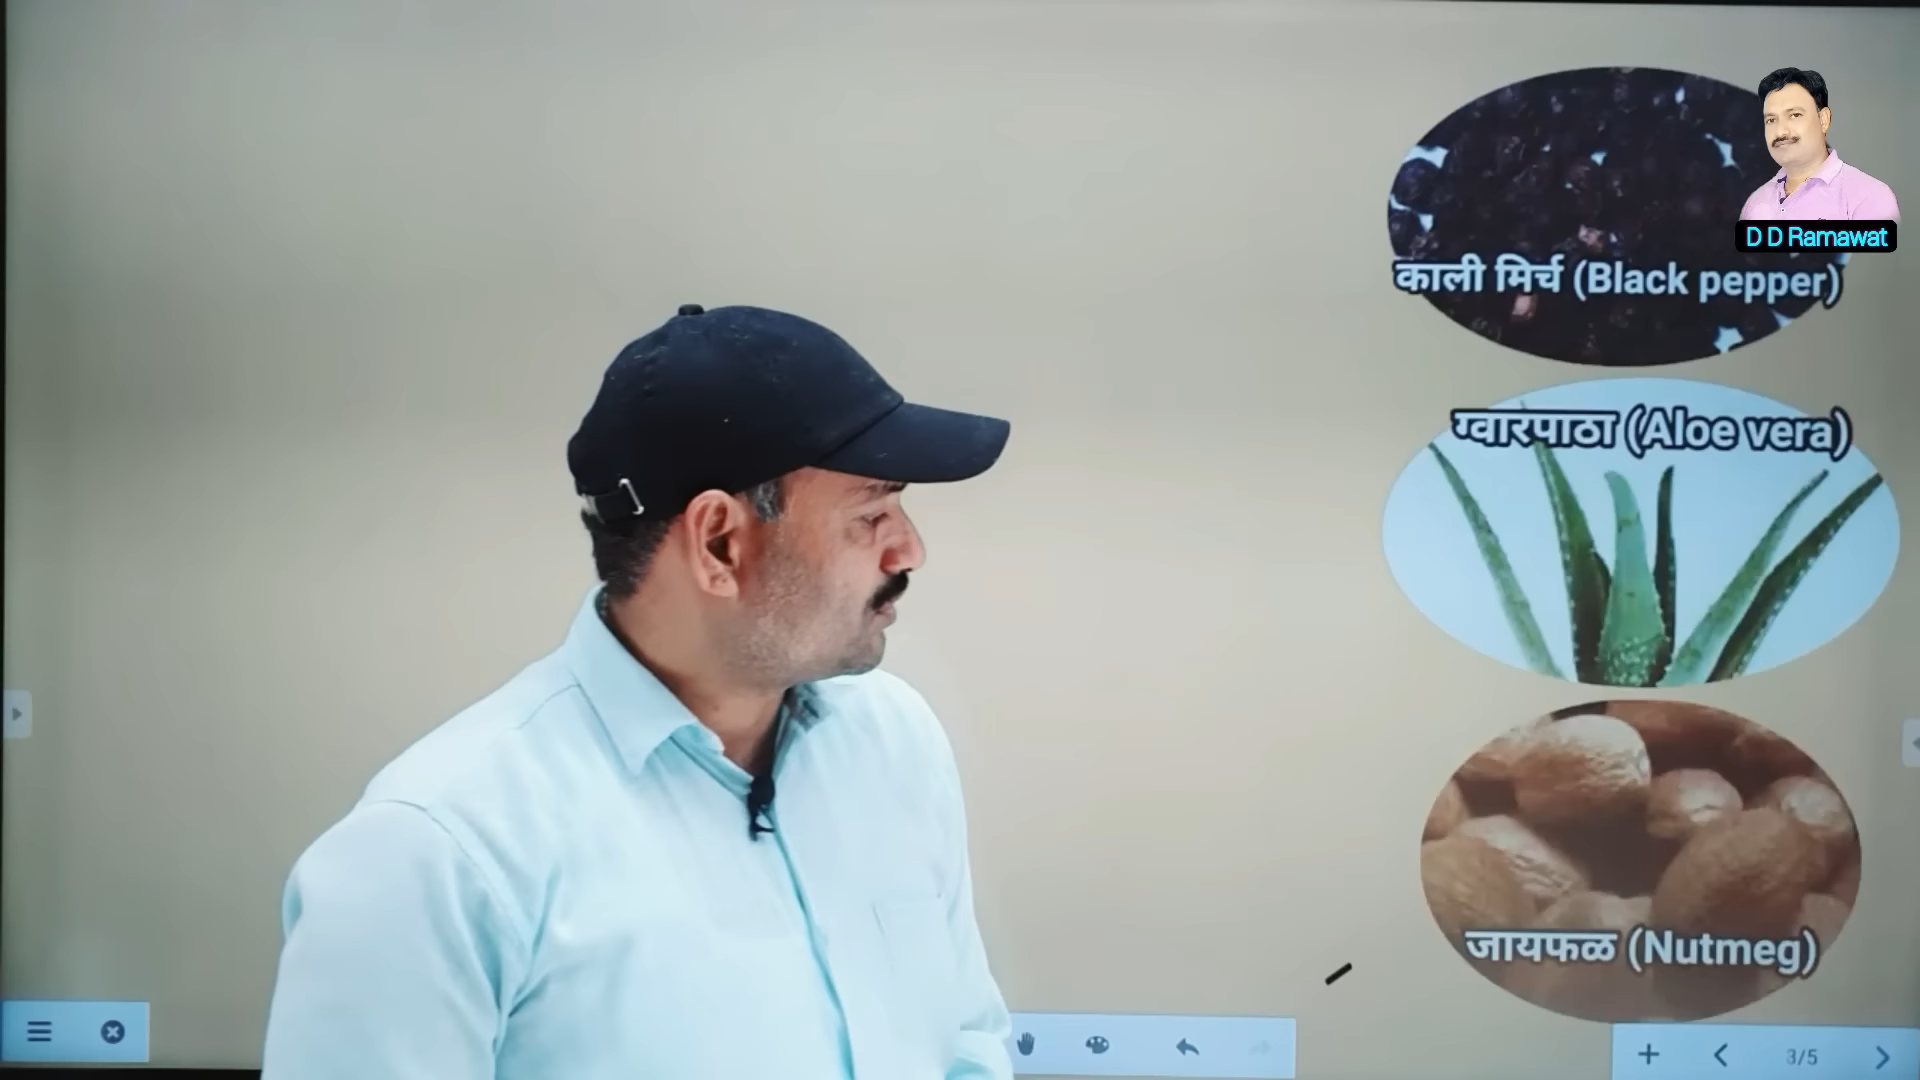 D D Ramawat
काली मिर्च (Black pepper)
ग्वारपाठा (Aloe vera)
जायफळ (Nutmeg)
3/5